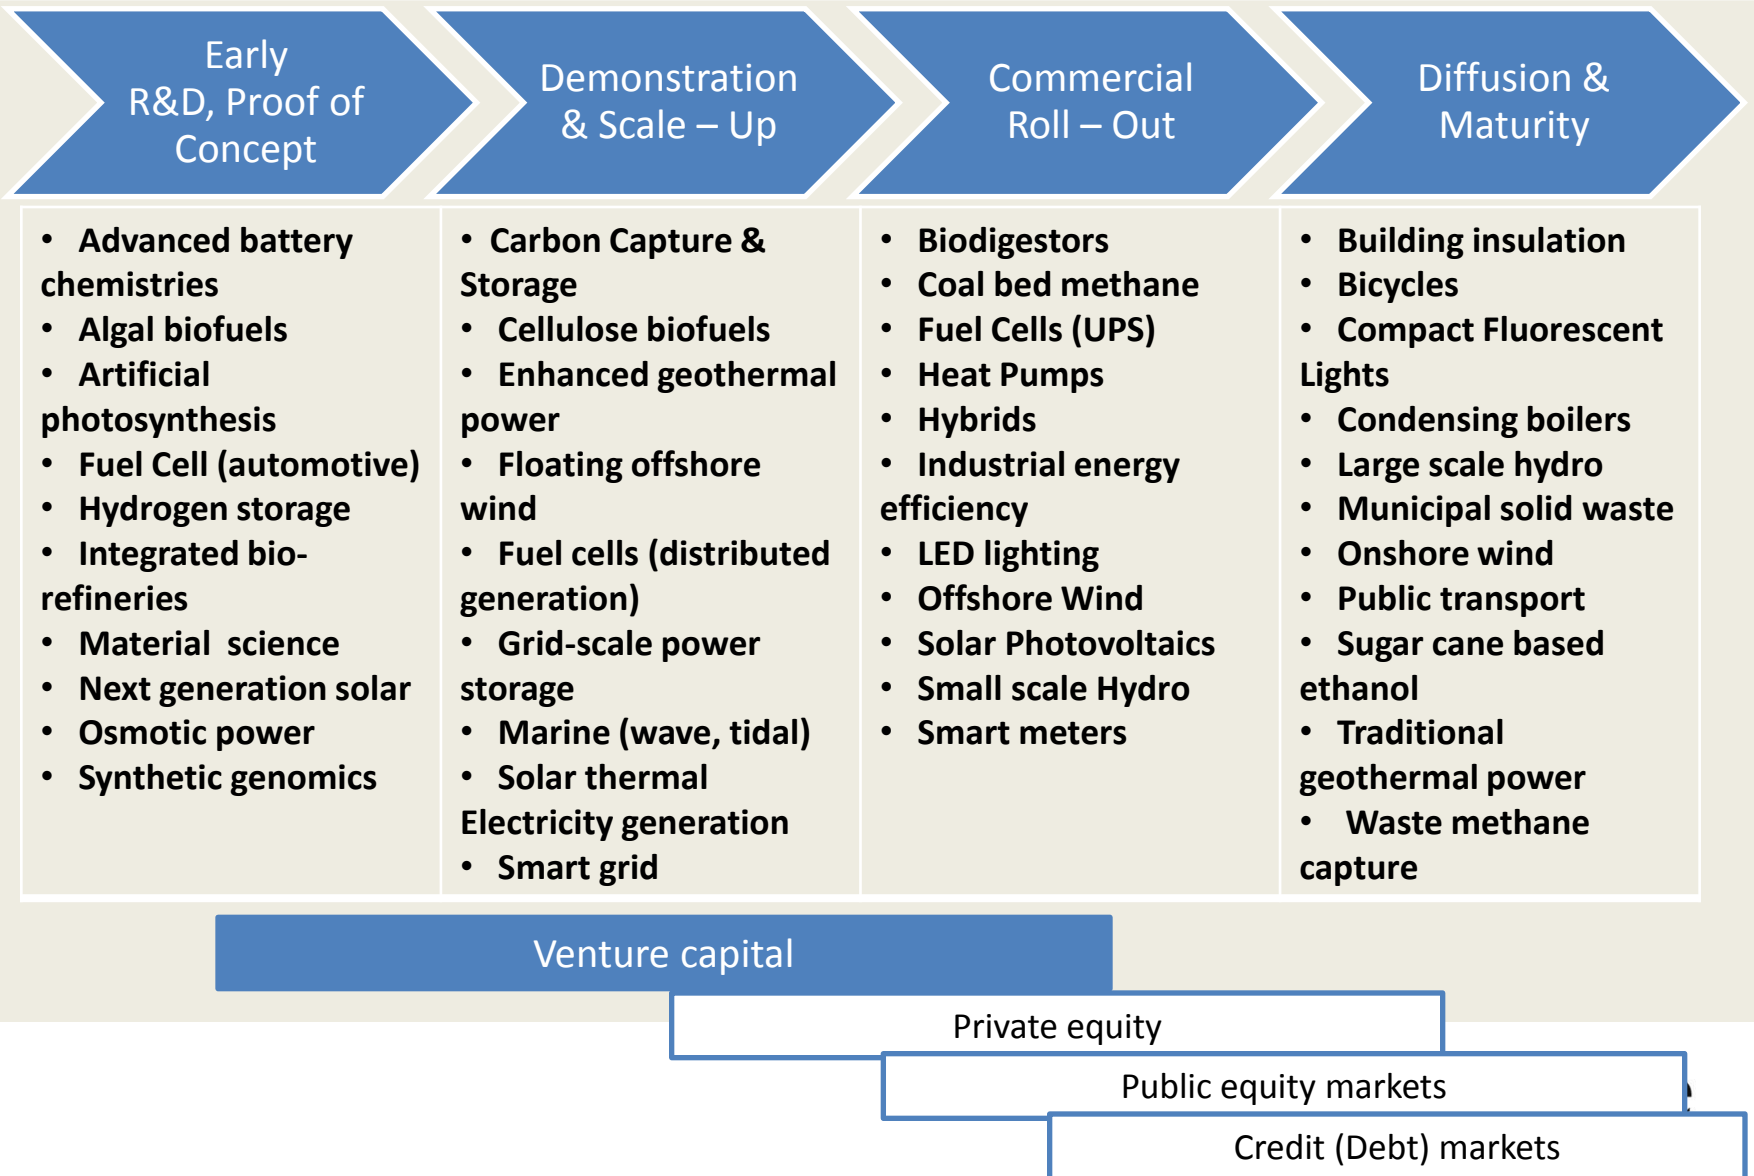 Early
R&D, Proof of
Concept
Demonstration
& Scale – Up
Commercial
Roll – Out
Diffusion &
Maturity
• Advanced battery
chemistries
• Algal biofuels
• Artificial
photosynthesis
• Fuel Cell (automotive)
• Hydrogen storage
• Integrated bio-
refineries
• Material  science
• Next generation solar
• Osmotic power
• Synthetic genomics
• Carbon Capture &
Storage
• Cellulose biofuels
• Enhanced geothermal
power
• Floating offshore
wind
• Fuel cells (distributed
generation)
• Grid-scale power
storage
• Marine (wave, tidal)
• Solar thermal
Electricity generation
• Smart grid
• Biodigestors
• Coal bed methane
• Fuel Cells (UPS)
• Heat Pumps
• Hybrids
• Industrial energy
efficiency
• LED lighting
• Offshore Wind
• Solar Photovoltaics
• Small scale Hydro
• Smart meters
• Building insulation
• Bicycles
• Compact Fluorescent
Lights
• Condensing boilers
• Large scale hydro
• Municipal solid waste
• Onshore wind
• Public transport
• Sugar cane based
ethanol
• Traditional
geothermal power
• Waste methane
capture
Venture capital
Private equity
Public equity markets
Credit (Debt) markets